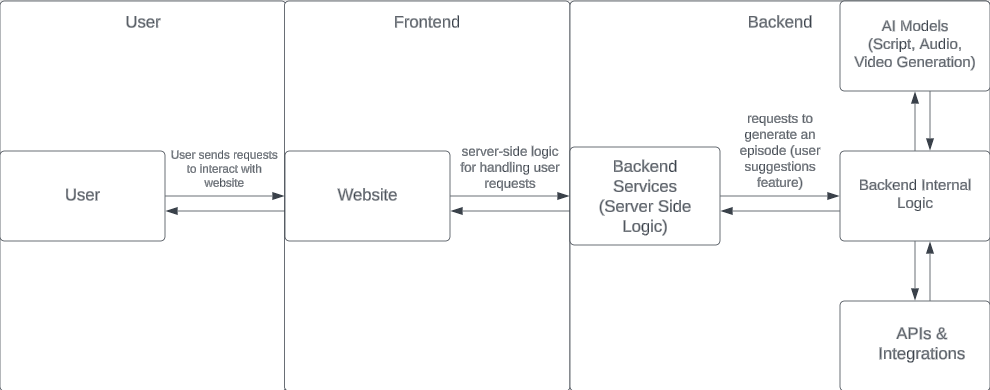 User
Frontend
Backend
AI Models
(Script, Audio,
Video Generation)
User sends requests
to interact with
website
server-side logic
for handling user
requests
requests to
generate an
episode (user
suggestions
feature)
User
Website
Backend
Services
(Server Side
Logic)
Backend Internal
Logic
APIs &
Integrations